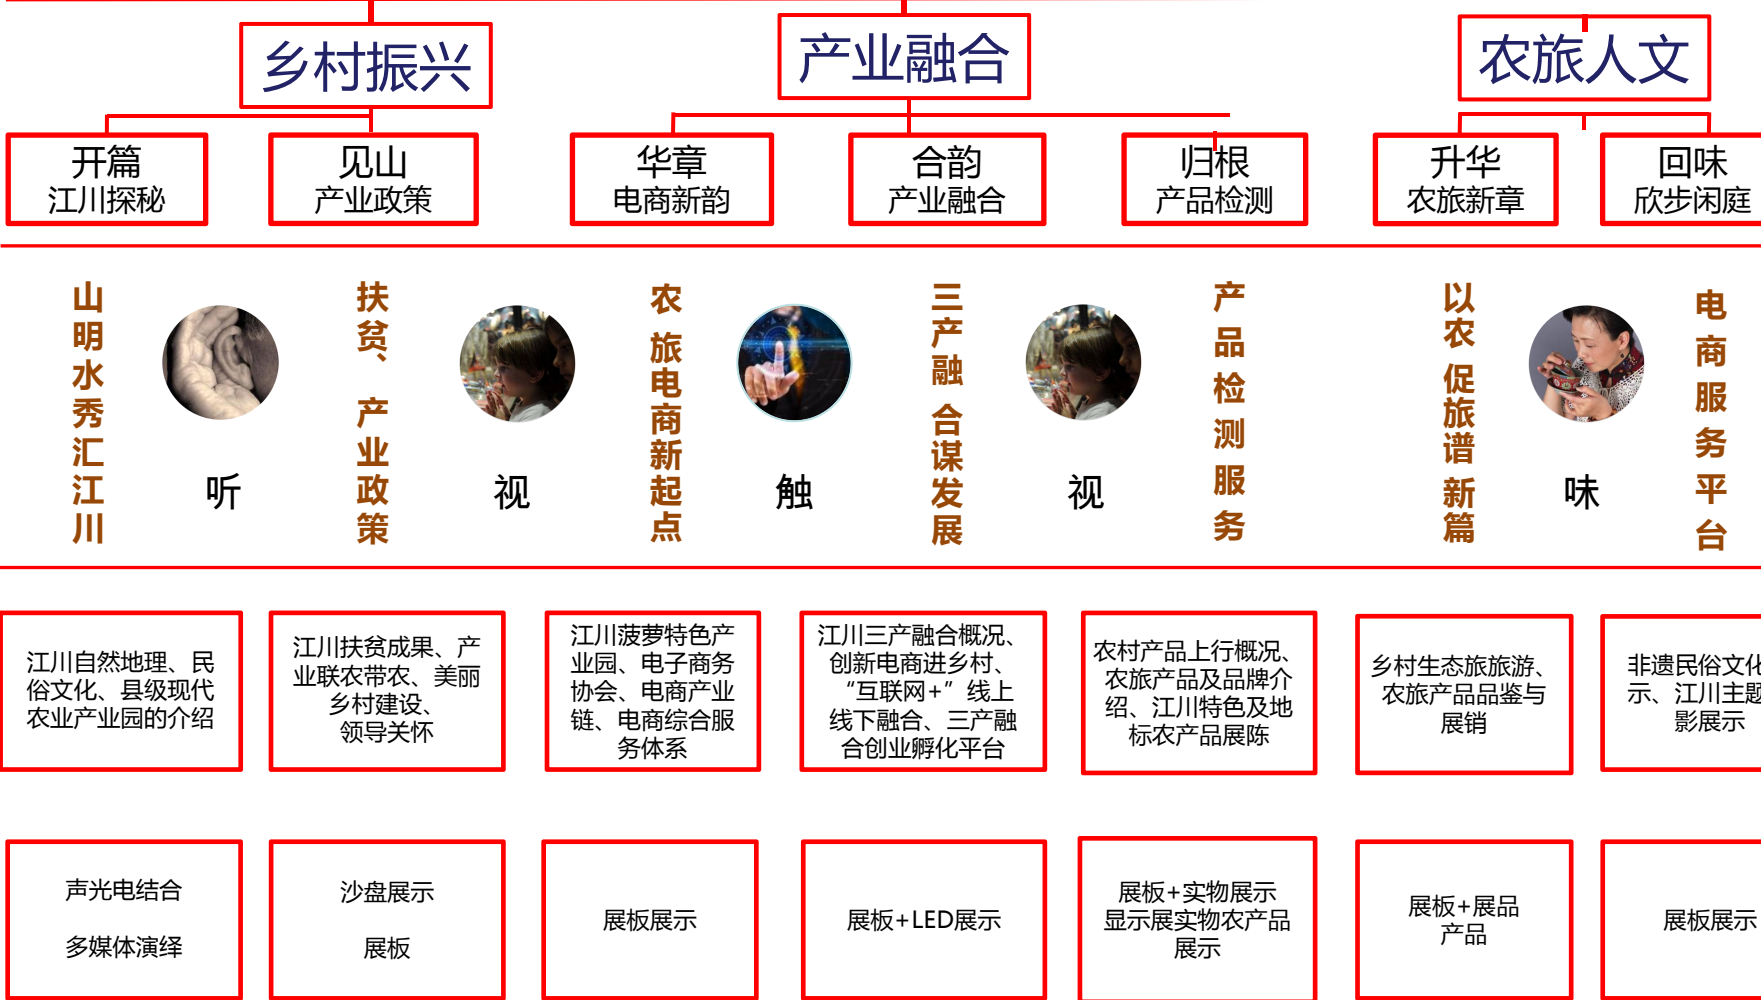 乡村振兴
产业融合
农旅人文
开篇
江川探秘
见山
产业政策
华章
电商新韵
合韵
产业融合
归根
产品检测
升华
农旅新章
回味
欣步闲庭
山明水秀汇江川
听
扶贫、产业政策
视
农旅电商新起点
触
三产融合谋发展
视
产品检测服务
以农促旅谱新篇
味
电商服务平台
江川自然地理、民
俗文化、县级现代
农业产业园的介绍
江川扶贫成果、产
业联农带农、美丽
乡村建设、
领导关怀
江川菠萝特色产
业园、电子商务
协会、电商产业
链、电商综合服
务体系
江川三产融合概况、
创新电商进乡村、
“互联网+”线上
线下融合、三产融
合创业孵化平台
农村产品上行概况、
农旅产品及品牌介
绍、江川特色及地
标农产品展陈
乡村生态旅旅游、
农旅产品品鉴与
展销
非遗民俗文化
示、江川主题
影展示
声光电结合
多媒体演绎
沙盘展示
展板
展板展示
展板+LED展示
展板+实物展示
显示展实物农产品
展示
展板+展品
产品
展板展示